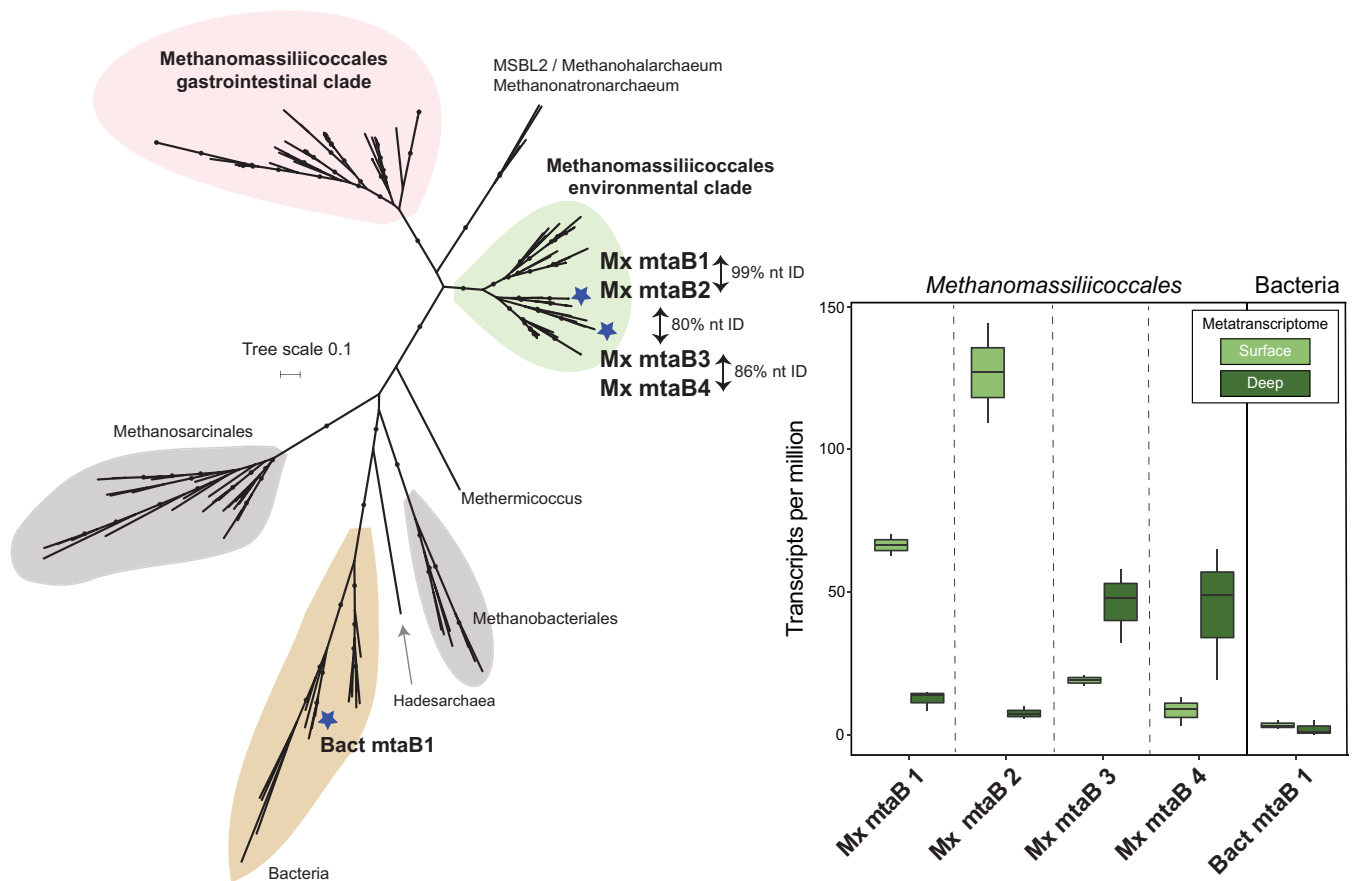 Methanomassiliicoccales
gastrointestinal clade
MSBL2 / Methanohalarchaeum
Methanonatronarchaeum
Methanomassiliicoccales
environmental clade
Mx mtaB1
99% nt ID
Mx mtaB2
80% nt ID
Mx mtaB3
86% nt ID
Mx mtaB4
Tree scale 0.1
Methanosarcinales
Methermicoccus
Methanobacteriales
Hadesarchaea
Bact mtaB1
Bacteria
Methanomassiliicoccales
Bacteria
Metatranscriptome
Surface
Deep
Transcripts per million
150
100
50
0
Mx mtaB 1
Mx mtaB 2
Mx mtaB 3
Mx mtaB 4
Bact mtaB 1